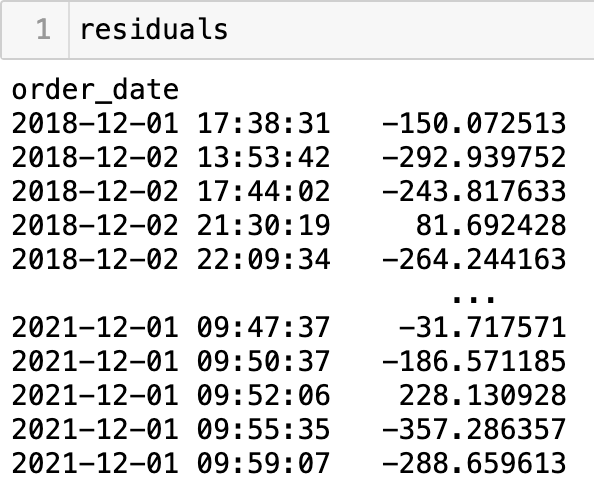 1 residuals
order_date
2018-12-01 17:38:31 -150.072513
2018-12-02 13:53:42 -292.939752
2018-12-02 17:44:02 -243.817633
2018-12-02 21:30:19 81.692428
2018-12-02 22:09:34 -264.244163
...
2021-12-01 09:47:37 -31.717571
2021-12-01 09:50:37 -186.571185
2021-12-01 09:52:06 228.130928
2021-12-01 09:55:35 -357.286357
2021-12-01 09:59:07 -288.659613